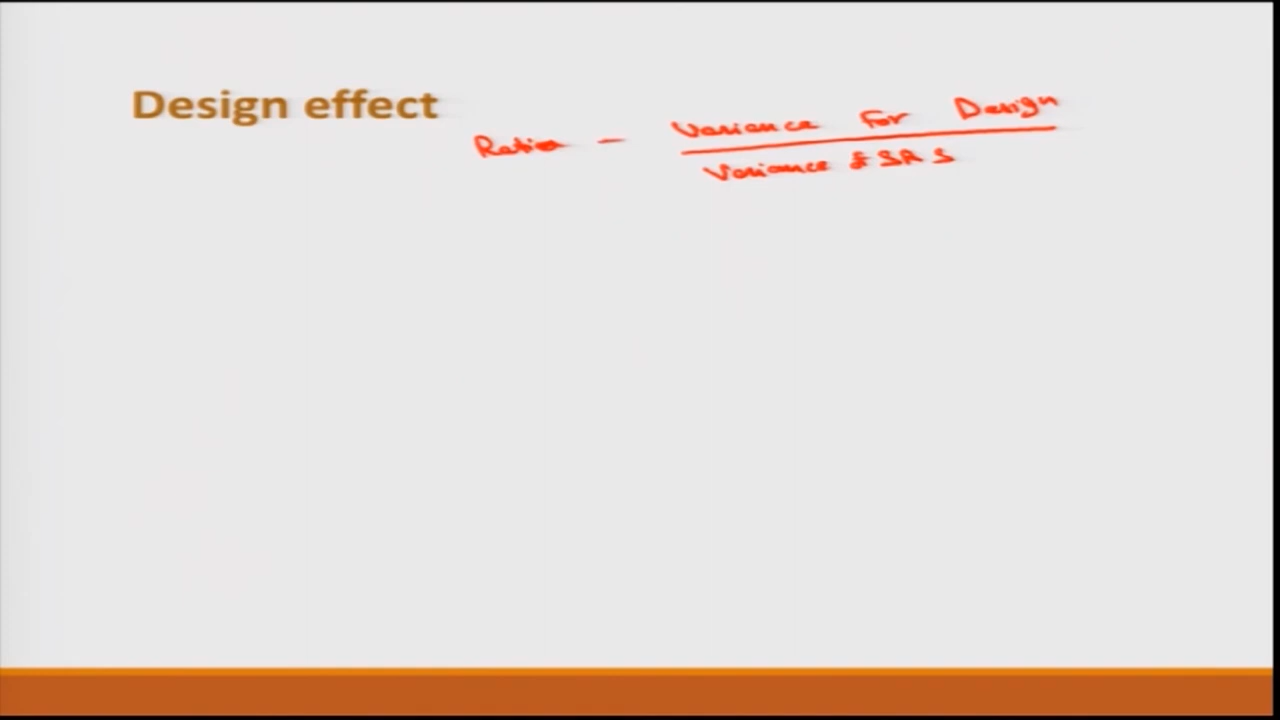 Design effect
Ratio - Variance For Design
Variance of SRS